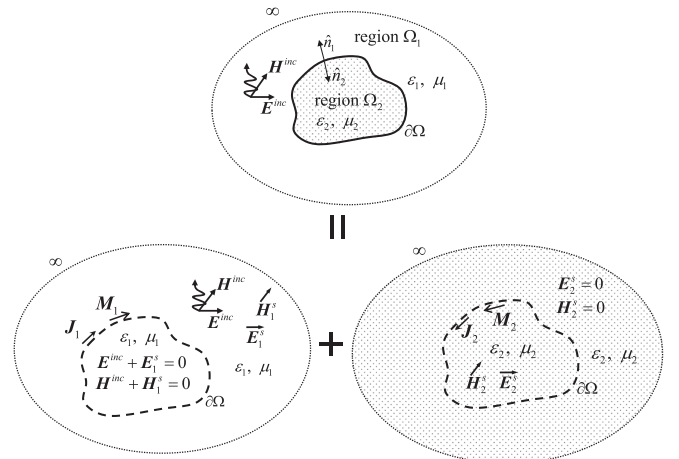 ∞
region Ω₁
n̂₁
H^inc
n̂₂
ε₁, μ₁
E^inc
region Ω₂
ε₂, μ₂
∂Ω
=
∞
∞
H^inc
H₁^s
M₁
E^inc
E₁^s
J₁
ε₁, μ₁
E^inc + E₁^s = 0
H^inc + H₁^s = 0
ε₁, μ₁
∂Ω
+
E₂^s = 0
H₂^s = 0
M₂
J₂
ε₂, μ₂
ε₂, μ₂
H₂^s E₂^s
∂Ω